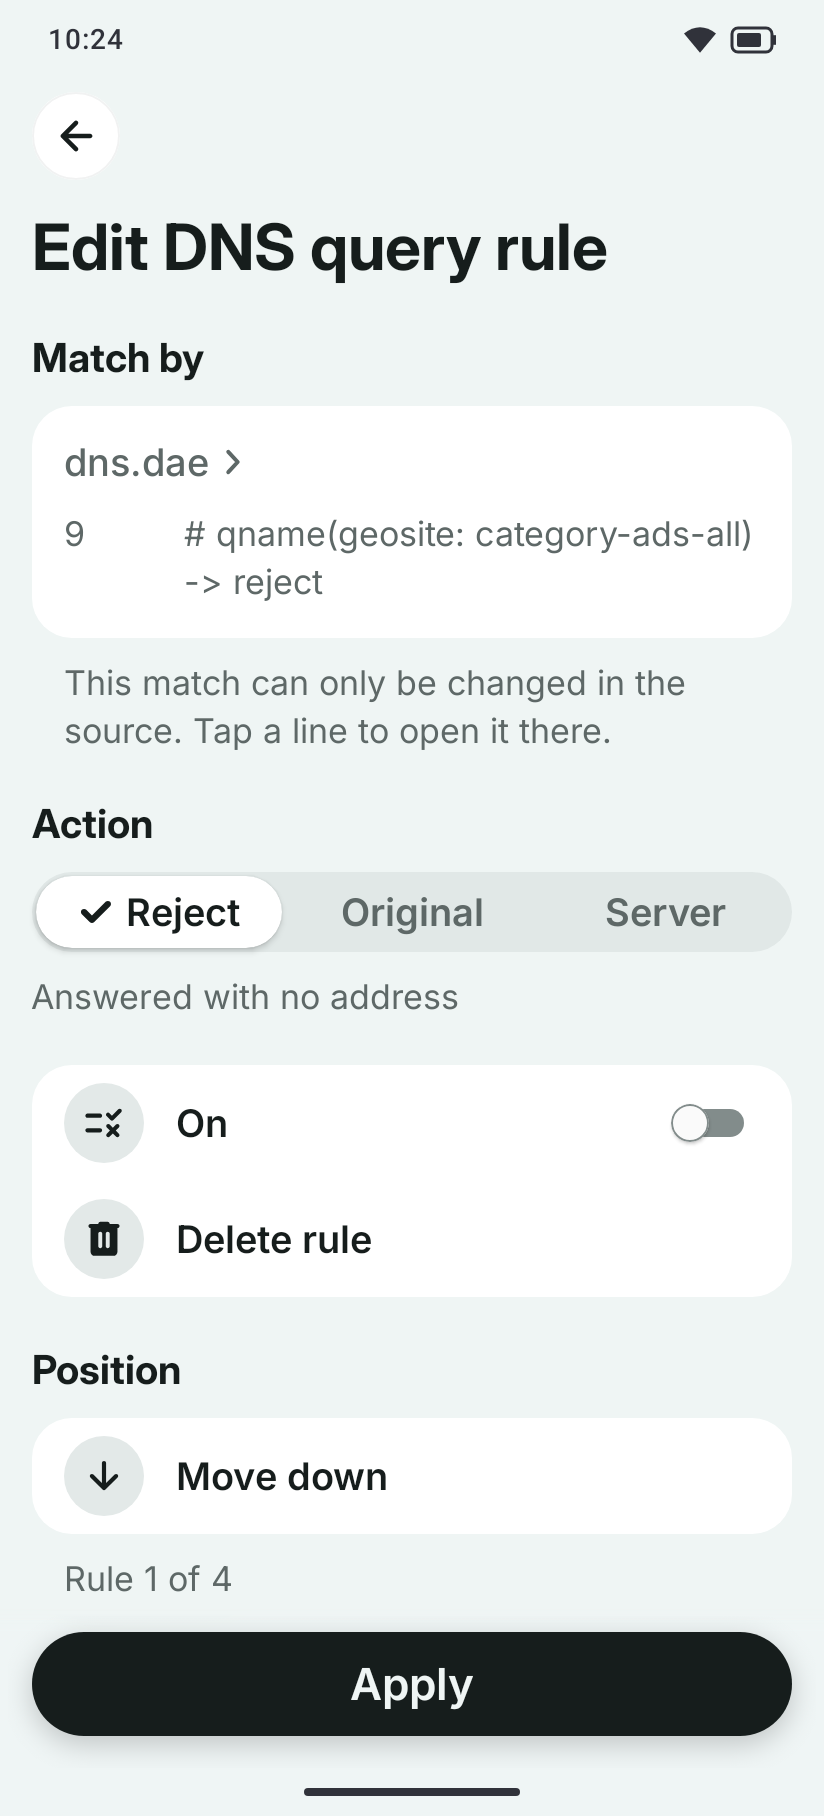 10:24
Edit DNS query rule
Match by
dns.dae
9 # qname(geosite: category-ads-all)
-> reject
This match can only be changed in the
source. Tap a line to open it there.
Action
Reject Original Server
Answered with no address
On
Delete rule
Position
Move down
Rule 1 of 4
Apply